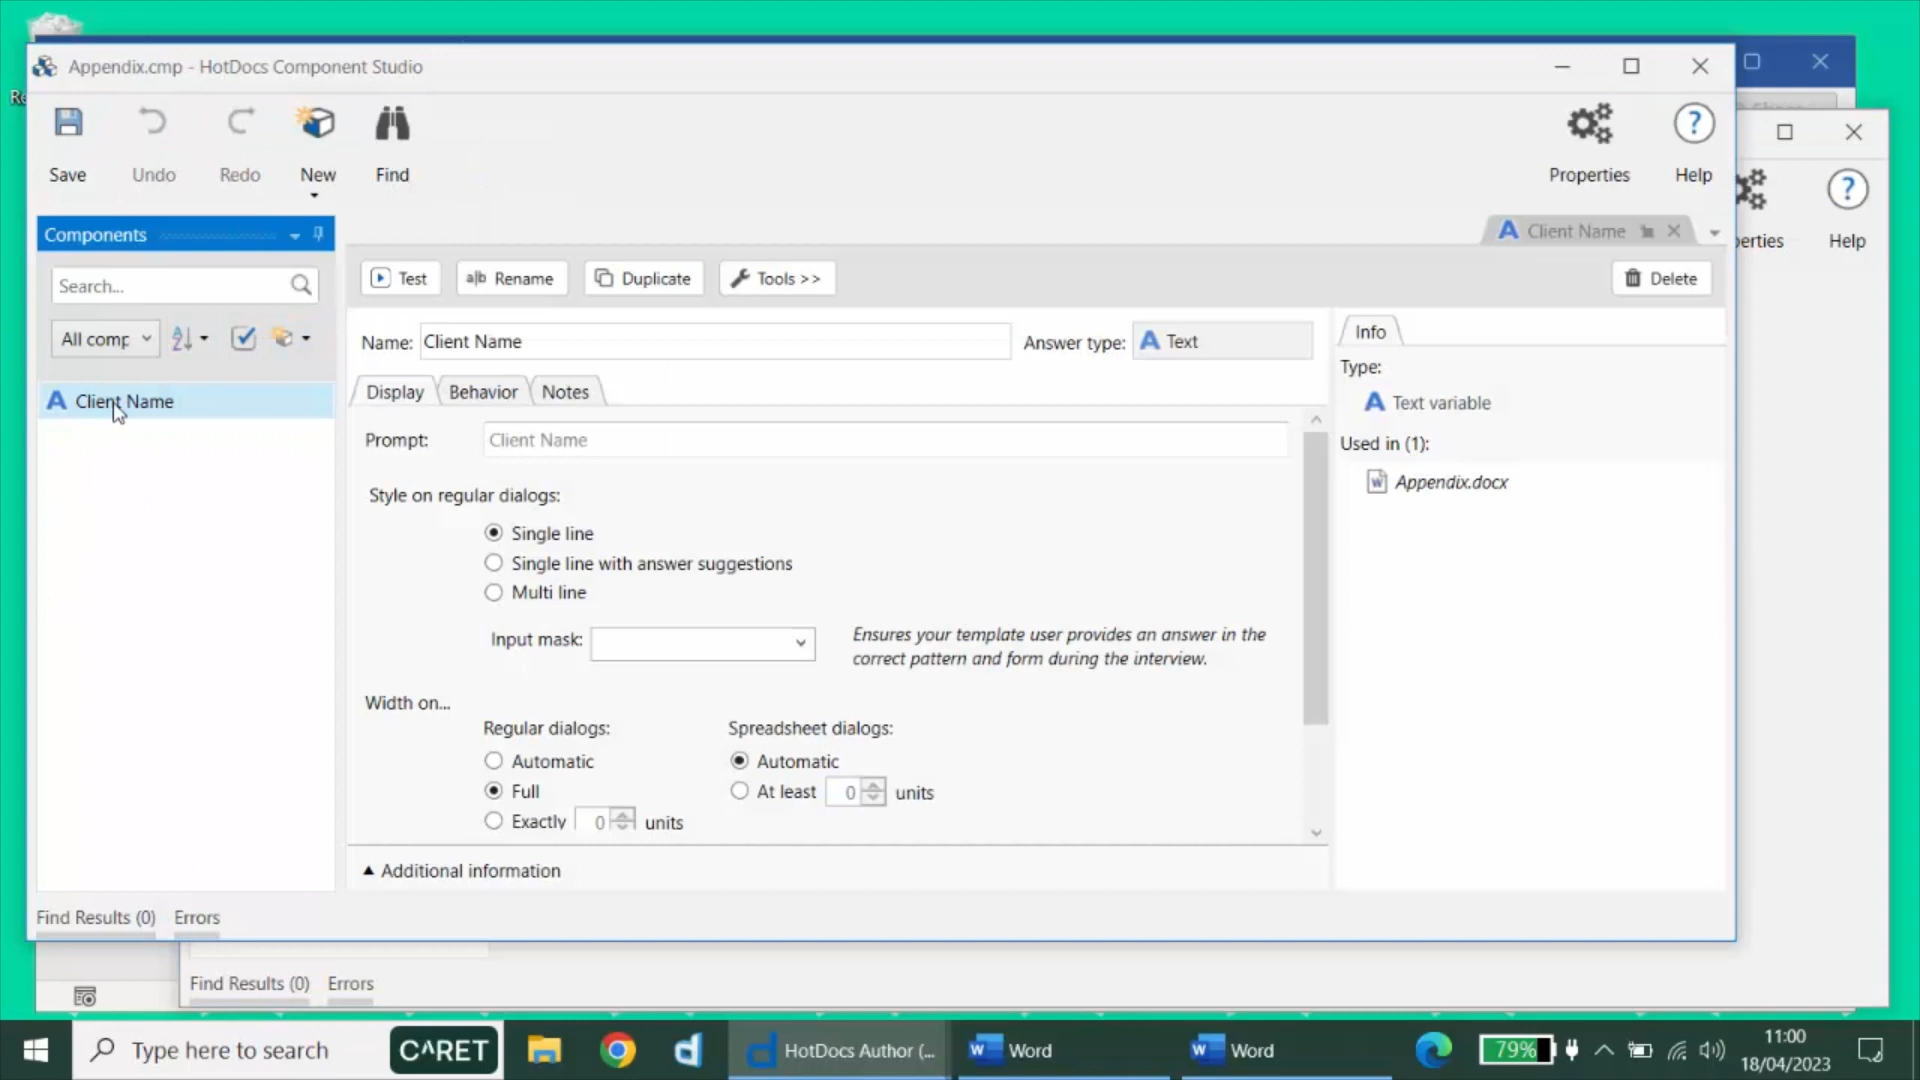 Appendix.cmp - HotDocs Component Studio
Save
Undo
Redo
New
Find
Properties
Help
Help
Components
Client Name
Search...
Test
a|b Rename
Duplicate
Tools >>
Delete
All comp
Name: Client Name
Answer type: A Text
Info
Type:
A Client Name
Display
Behavior
Notes
A Text variable
Prompt: Client Name
Used in (1):
Appendix.docx
Style on regular dialogs:
Single line
Single line with answer suggestions
Multi line
Input mask:
Ensures your template user provides an answer in the
correct pattern and form during the interview.
Width on...
Regular dialogs:
Spreadsheet dialogs:
Automatic
Automatic
Full
At least 0 units
Exactly 0 units
Additional information
Find Results (0) Errors
Find Results (0) Errors
Type here to search
C^RET
HotDocs Author (...
Word
Word
79%
11:00
18/04/2023